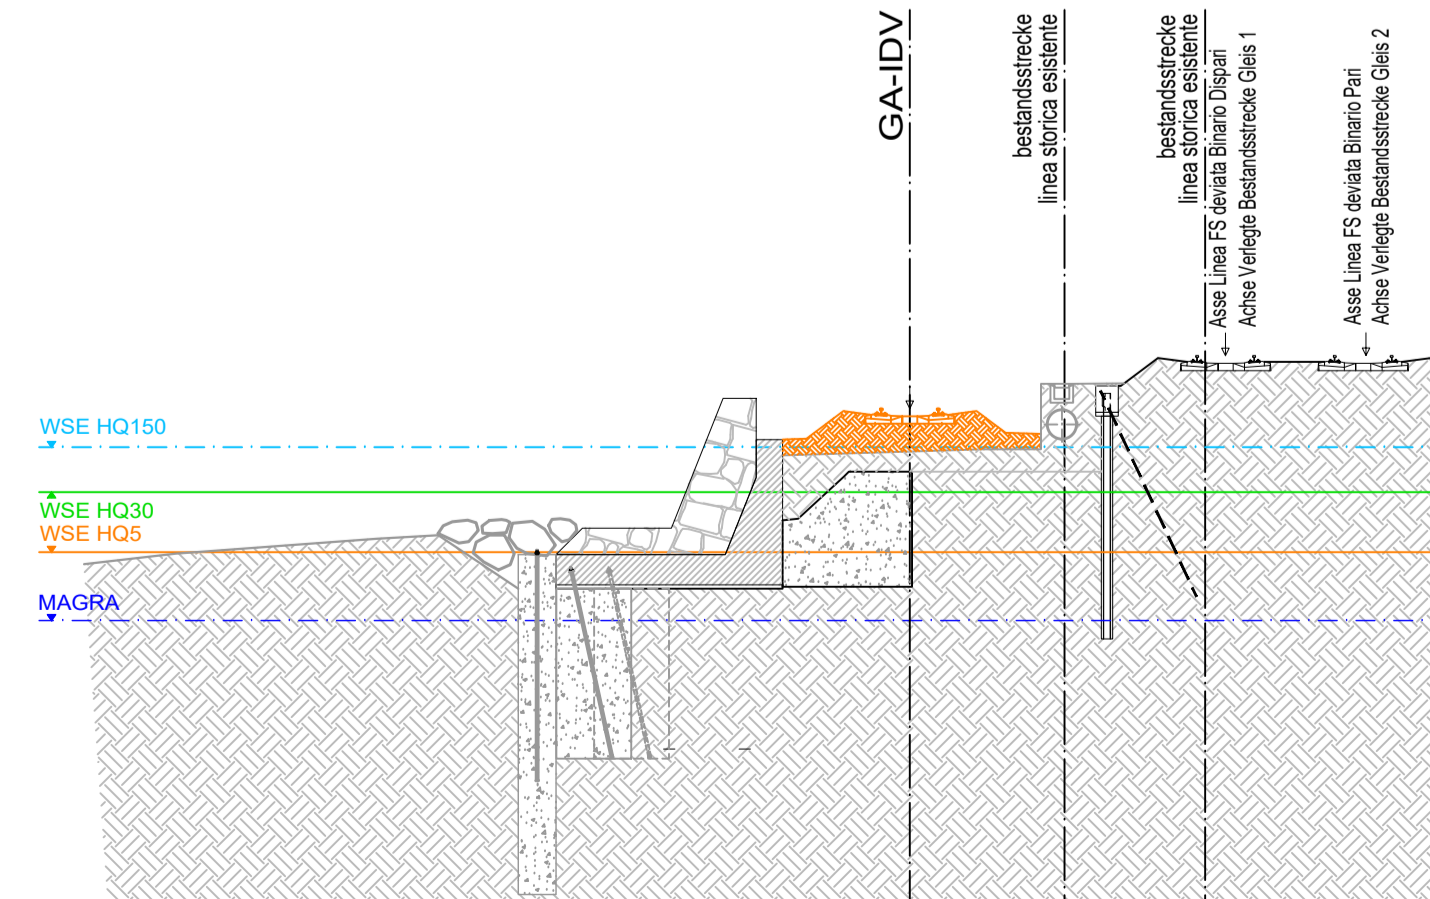 GA-IDV
bestandsstrecke
linea storica esistente
bestandsstrecke
linea storica esistente
Asse Linea FS deviata Binario Dispari
Achse Verlegte Bestandsstrecke Gleis 1
Asse Linea FS deviata Binario Pari
Achse Verlegte Bestandsstrecke Gleis 2
WSE HQ150
WSE HQ30
WSE HQ5
MAGRA